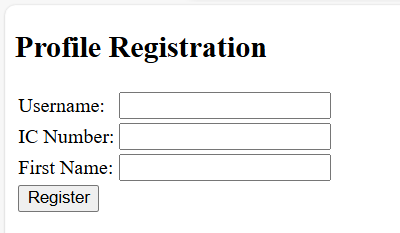 Profile Registration
Username:
IC Number:
First Name:
Register